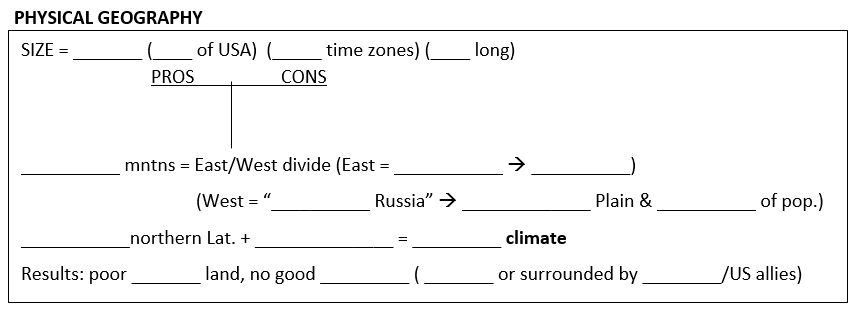 PHYSICAL GEOGRAPHY
SIZE = _______ (____ of USA) (_____ time zones) (____ long)
PROS CONS
__________ mntns = East/West divide (East = ___________ → __________)
(West = “__________ Russia” → _____________ Plain & __________ of pop.)
___________northern Lat. + ______________ = _________ climate
Results: poor _______ land, no good _________ ( _______ or surrounded by ________/US allies)